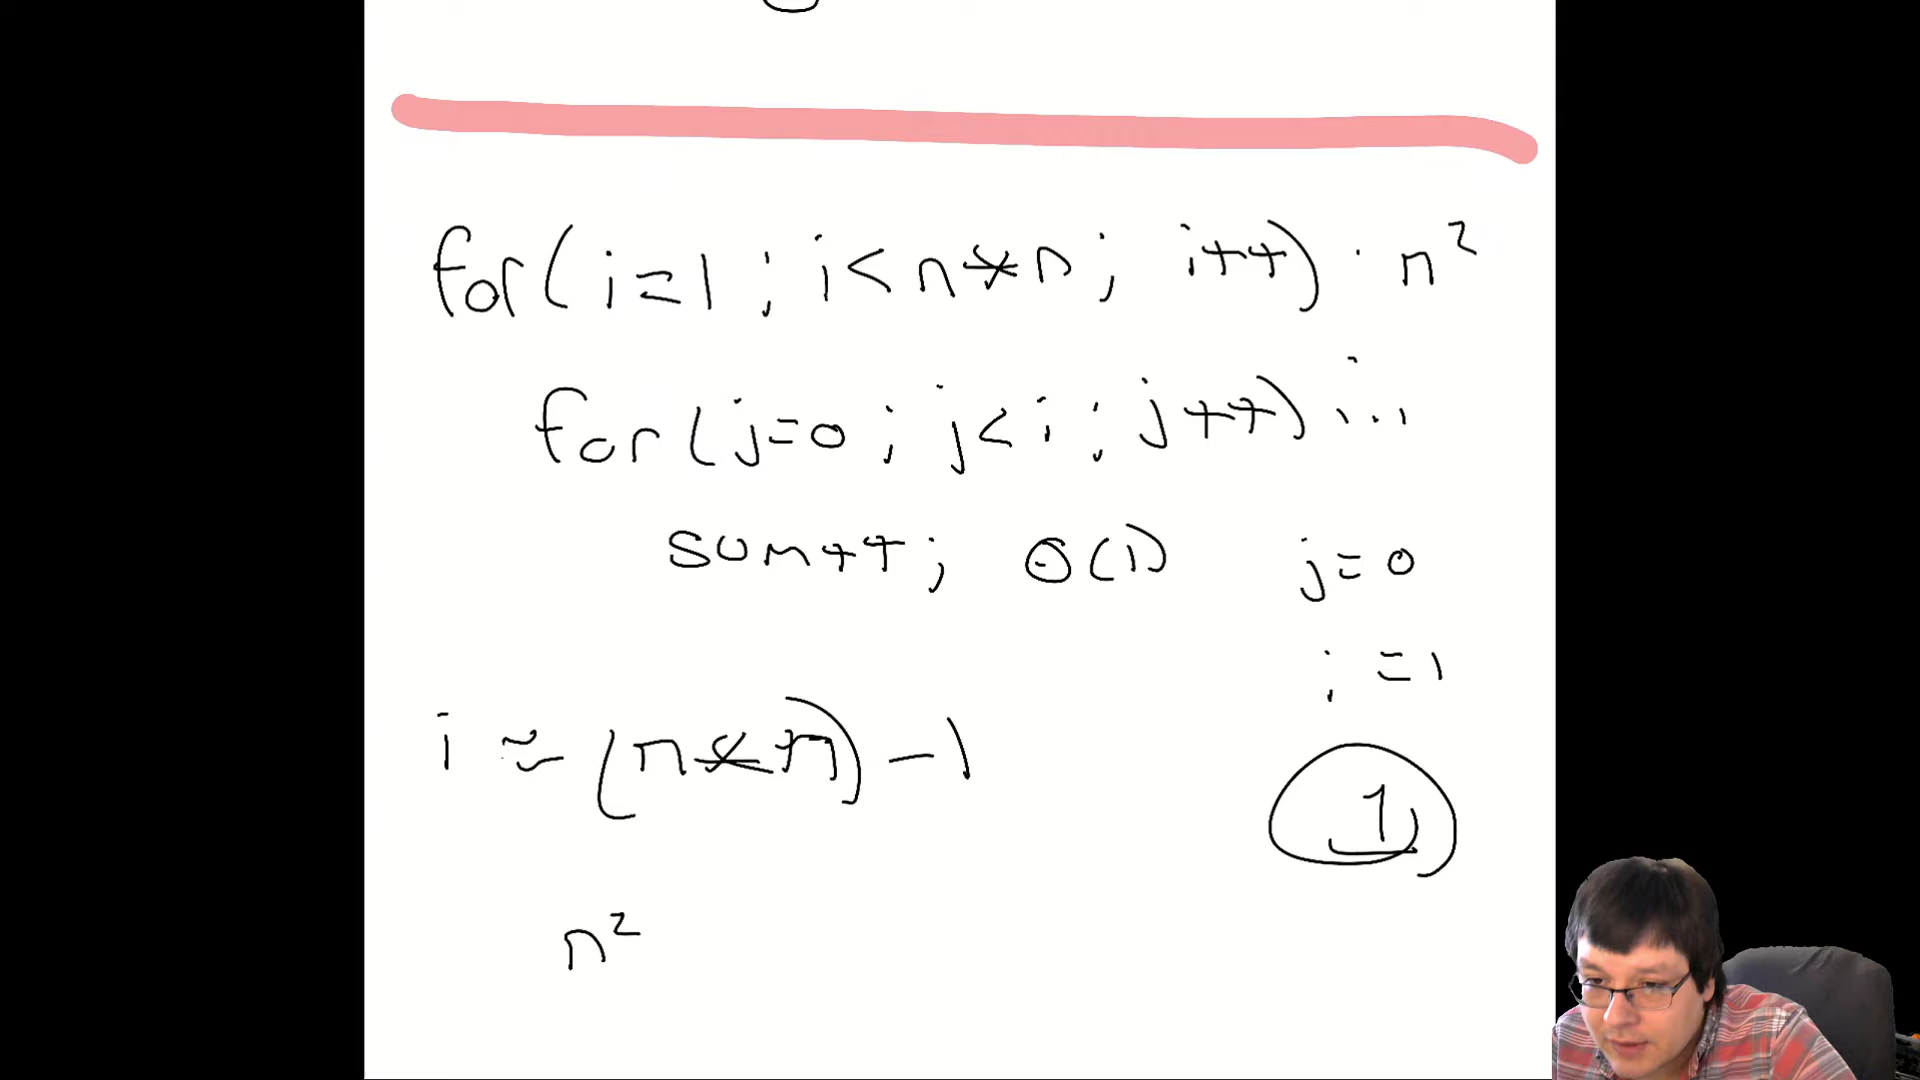 for(i=1; i<n*n; i++) · n²
for(j=0; j<i; j++) ...
sum++; O(1)
j=0
i=1
i ≈ (n*n)-1
1
n²